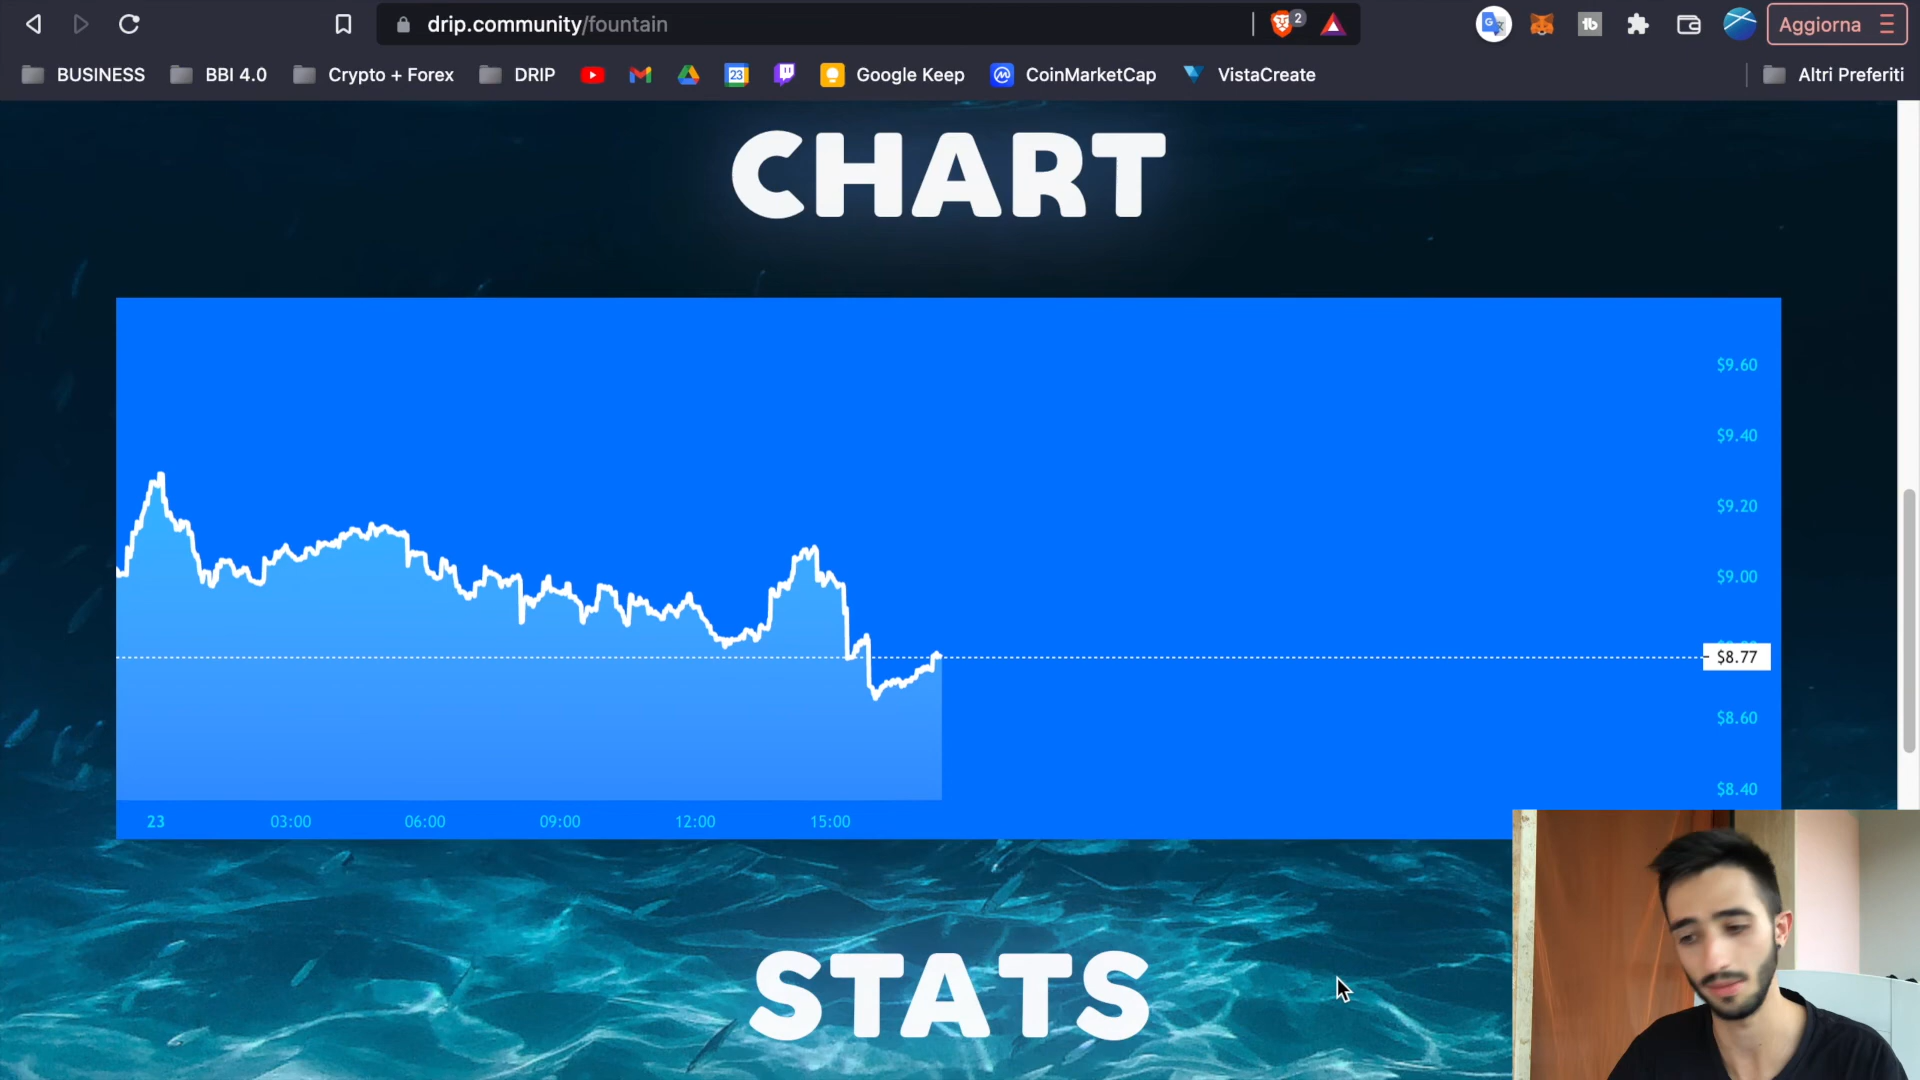 drip.community/fountain
2
Aggiorna
BUSINESS
BBI 4.0
Crypto + Forex
DRIP
23
Google Keep
CoinMarketCap
VistaCreate
Altri Preferiti
CHART
$9.60
$9.40
$9.20
$9.00
$8.77
$8.60
$8.40
23 03:00 06:00 09:00 12:00 15:00
STATS